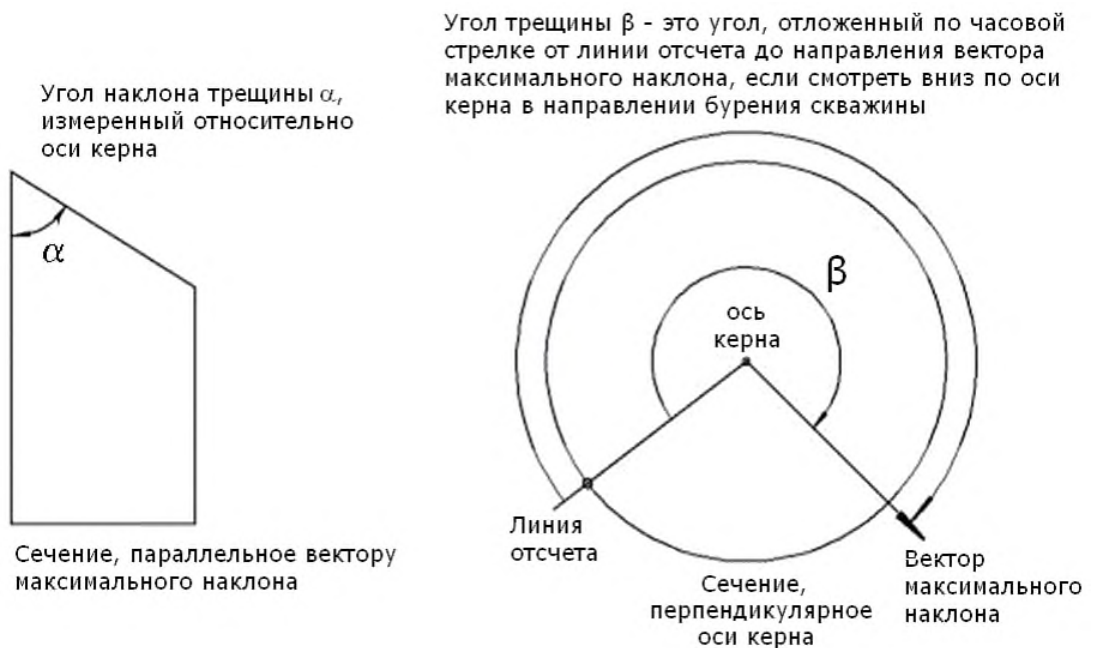 Угол трещины β - это угол, отложенный по часовой
стрелке от линии отсчета до направления вектора
максимального наклона, если смотреть вниз по оси
керна в направлении бурения скважины
Угол наклона трещины α,
измеренный относительно
оси керна
α
β
ось
керна
Линия
отсчета
Вектор
максимального
наклона
Сечение, параллельное вектору
максимального наклона
Сечение,
перпендикулярное
оси керна